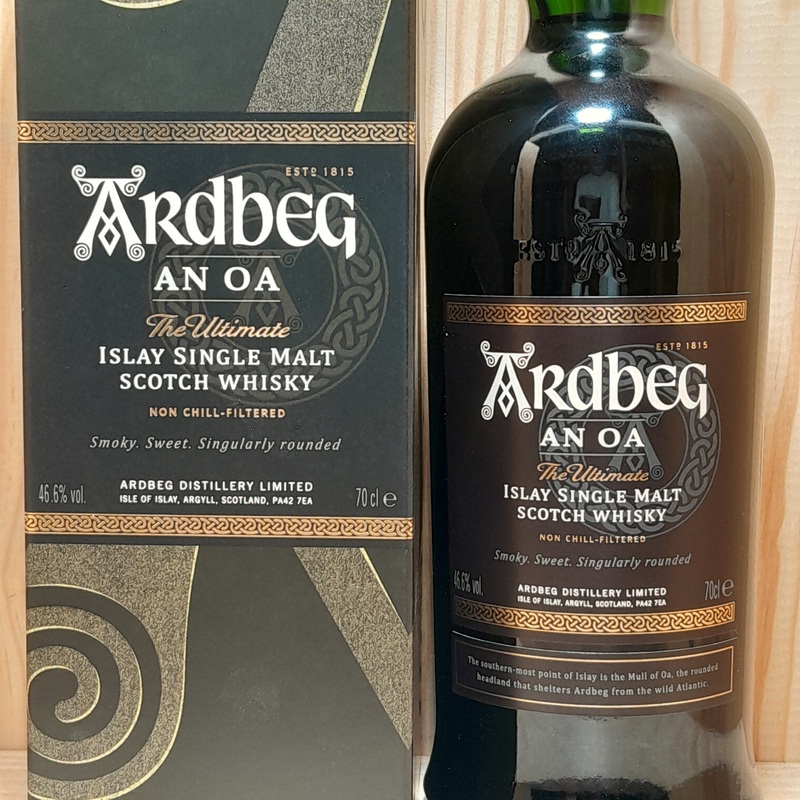 ESTD 1815
ARDBEG
AN OA
The Ultimate
ISLAY SINGLE MALT
SCOTCH WHISKY
NON CHILL-FILTERED
Smoky. Sweet. Singularly rounded
46.6% vol.
ARDBEG DISTILLERY LIMITED
ISLE OF ISLAY, ARGYLL, SCOTLAND, PA42 7EA
70 cl e
ESTD A 1815
ESTD 1815
ARDBEG
AN OA
The Ultimate
ISLAY SINGLE MALT
SCOTCH WHISKY
NON CHILL-FILTERED
Smoky. Sweet. Singularly rounded
46.6% vol.
ARDBEG DISTILLERY LIMITED
ISLE OF ISLAY, ARGYLL, SCOTLAND, PA42 7EA
70cl e
The southern-most point of Islay is the Mull of Oa, the rounded
headland that shelters Ardbeg from the wild Atlantic.